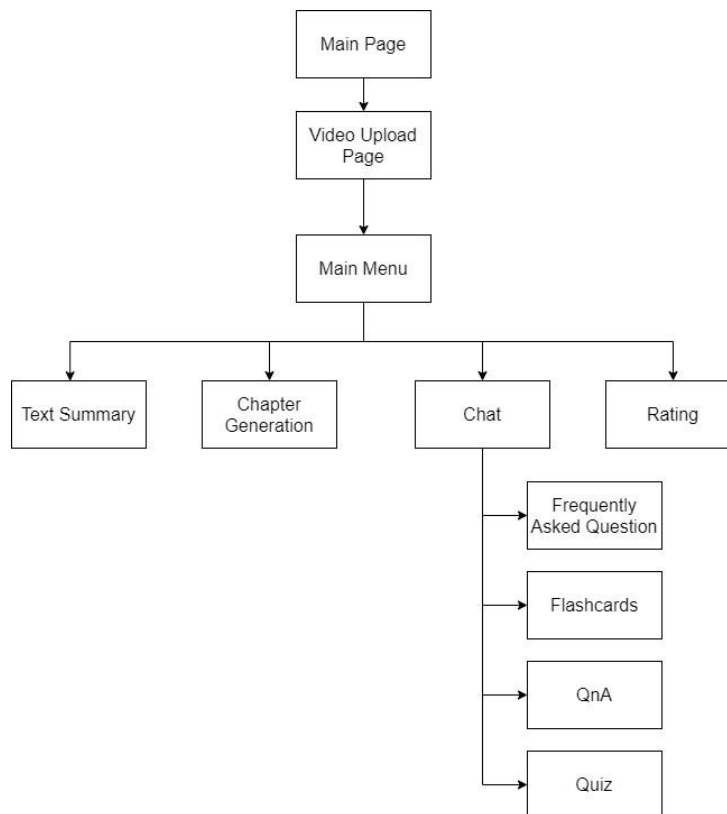 Main Page
Video Upload
Page
Main Menu
Text Summary
Chapter
Generation
Chat
Rating
Frequently
Asked Question
Flashcards
QnA
Quiz